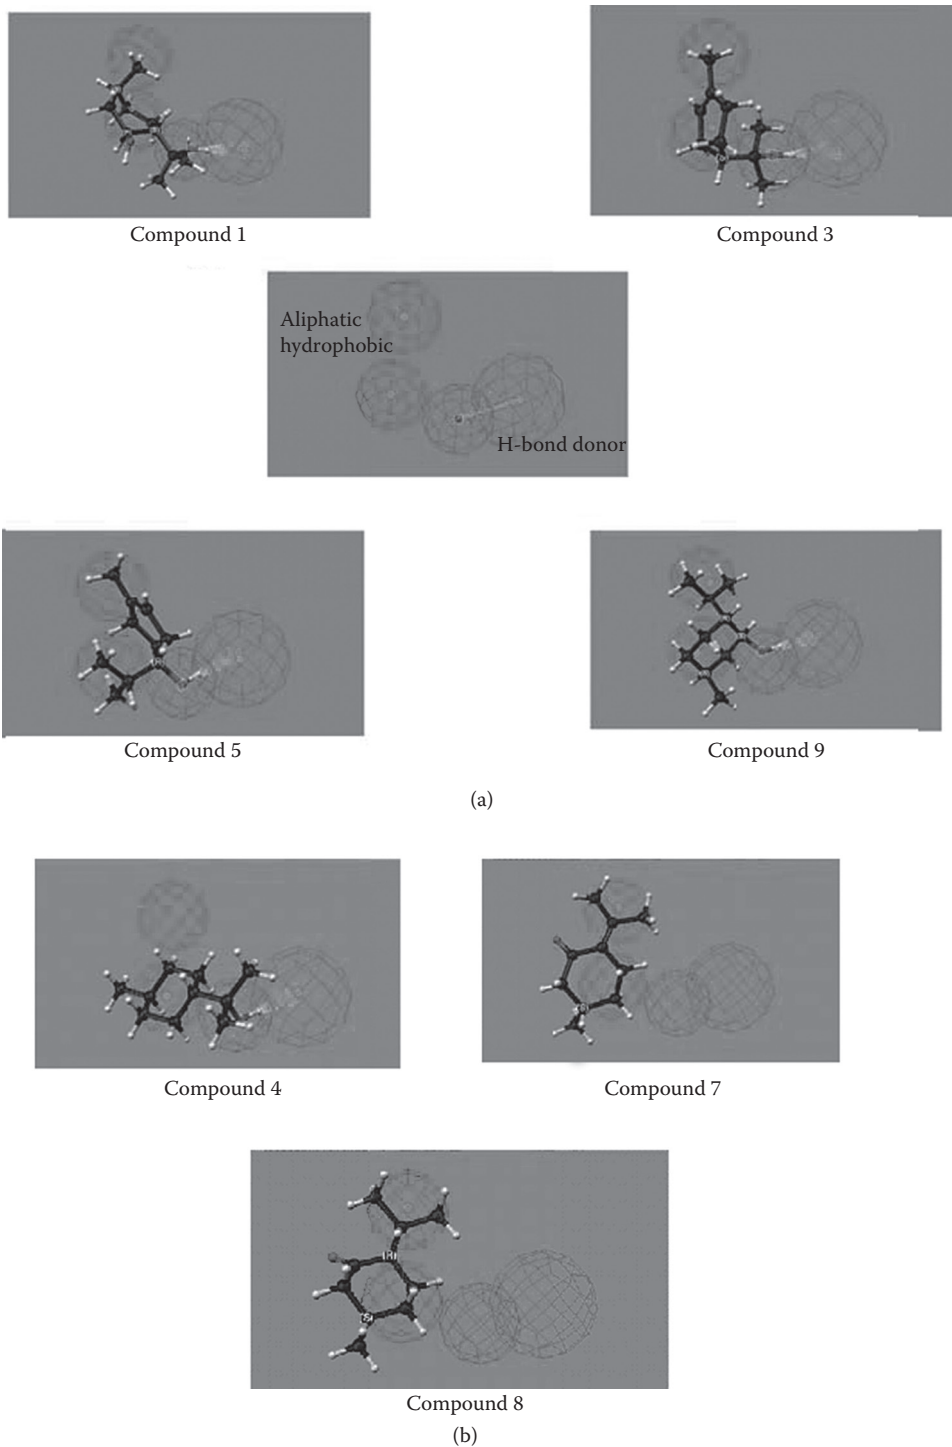 Compound 1
Compound 3
Aliphatic
hydrophobic
H-bond donor
Compound 5
Compound 9
(a)
Compound 4
Compound 7
Compound 8
(b)